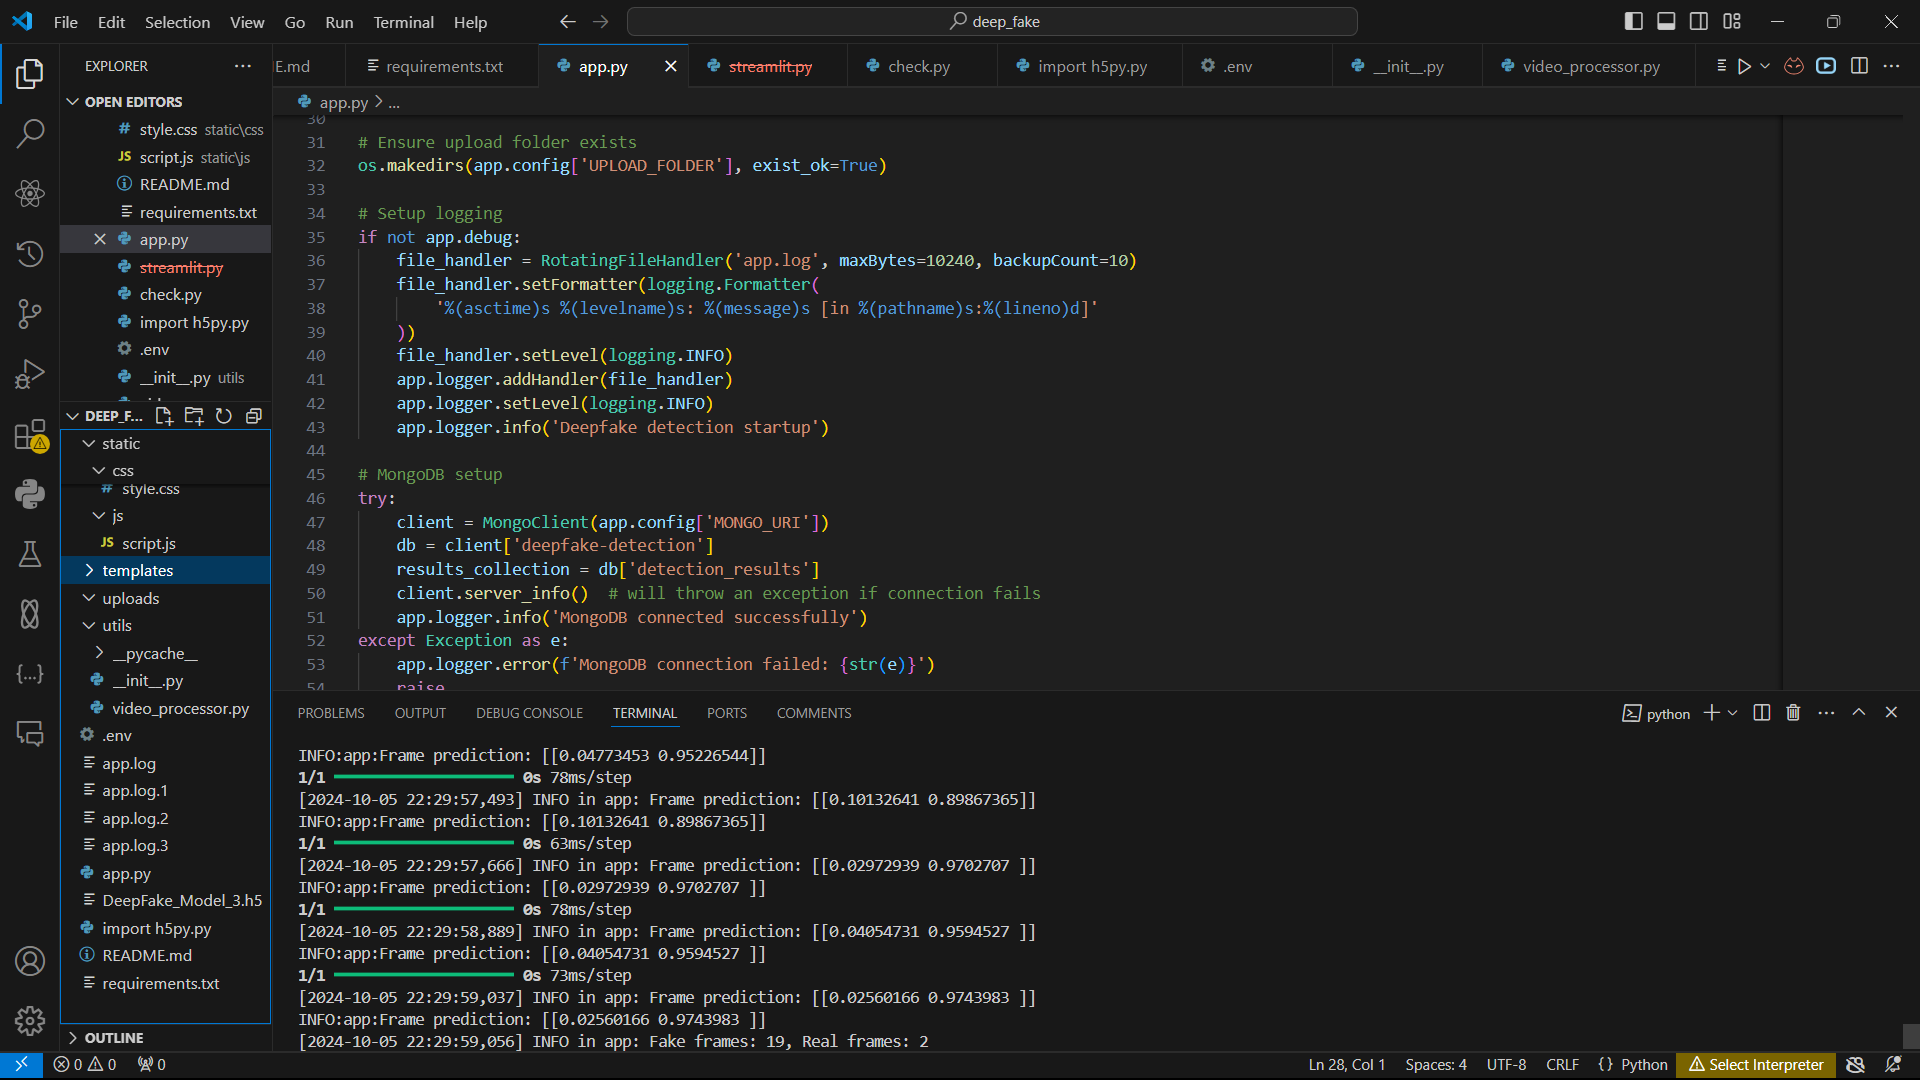 File Edit Selection View Go Run Terminal Help
deep_fake
EXPLORER
E.md
requirements.txt
app.py
streamlit.py
check.py
import h5py.py
.env
__init__.py
video_processor.py
OPEN EDITORS
style.css static\css
script.js static\js
README.md
requirements.txt
app.py
streamlit.py
check.py
import h5py.py
.env
__init__.py utils
DEEP_F...
static
css
style.css
js
script.js
templates
uploads
utils
__pycache__
__init__.py
video_processor.py
.env
app.log
app.log.1
app.log.2
app.log.3
app.py
DeepFake_Model_3.h5
import h5py.py
README.md
requirements.txt
OUTLINE
app.py > ...
30
31 # Ensure upload folder exists
32 os.makedirs(app.config['UPLOAD_FOLDER'], exist_ok=True)
33
34 # Setup logging
35 if not app.debug:
36 file_handler = RotatingFileHandler('app.log', maxBytes=10240, backupCount=10)
37 file_handler.setFormatter(logging.Formatter(
38 '%(asctime)s %(levelname)s: %(message)s [in %(pathname)s:%(lineno)d]'
39 ))
40 file_handler.setLevel(logging.INFO)
41 app.logger.addHandler(file_handler)
42 app.logger.setLevel(logging.INFO)
43 app.logger.info('Deepfake detection startup')
44
45 # MongoDB setup
46 try:
47 client = MongoClient(app.config['MONGO_URI'])
48 db = client['deepfake-detection']
49 results_collection = db['detection_results']
50 client.server_info() # will throw an exception if connection fails
51 app.logger.info('MongoDB connected successfully')
52 except Exception as e:
53 app.logger.error(f'MongoDB connection failed: {str(e)}')
54 raise
PROBLEMS OUTPUT DEBUG CONSOLE TERMINAL PORTS COMMENTS
python
INFO:app:Frame prediction: [[0.04773453 0.95226544]]
1/1 0s 78ms/step
[2024-10-05 22:29:57,493] INFO in app: Frame prediction: [[0.10132641 0.89867365]]
INFO:app:Frame prediction: [[0.10132641 0.89867365]]
1/1 0s 63ms/step
[2024-10-05 22:29:57,666] INFO in app: Frame prediction: [[0.02972939 0.9702707 ]]
INFO:app:Frame prediction: [[0.02972939 0.9702707 ]]
1/1 0s 78ms/step
[2024-10-05 22:29:58,889] INFO in app: Frame prediction: [[0.04054731 0.9594527 ]]
INFO:app:Frame prediction: [[0.04054731 0.9594527 ]]
1/1 0s 73ms/step
[2024-10-05 22:29:59,037] INFO in app: Frame prediction: [[0.02560166 0.9743983 ]]
INFO:app:Frame prediction: [[0.02560166 0.9743983 ]]
[2024-10-05 22:29:59,056] INFO in app: Fake frames: 19, Real frames: 2
0 0 0
Ln 28, Col 1 Spaces: 4 UTF-8 CRLF {} Python Select Interpreter